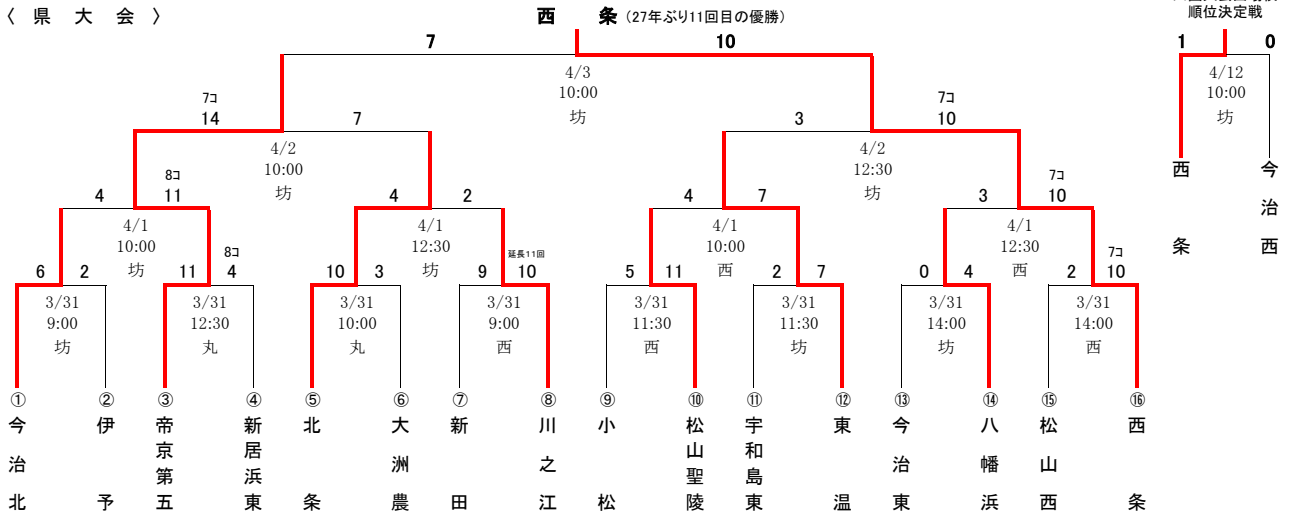 〈 県 大 会 〉
西 条 (27年ぶり11回目の優勝)
順位決定戦
7 10
1 0
4/3
10:00
坊
4/12
10:00
坊
西条
今治西
7コ
14 7
4/2
10:00
坊
3
7コ
10
4/2
12:30
坊
4
8コ
11
4/1
10:00
坊
4 2
4/1
12:30
坊
4 7
4/1
10:00
西
3
7コ
10
4/1
12:30
西
6 2
3/31
9:00
坊
11
8コ
4
3/31
12:30
丸
10 3
3/31
10:00
丸
9
延長11回
10
3/31
9:00
西
5 11
3/31
11:30
西
2 7
3/31
11:30
坊
0 4
3/31
14:00
坊
2
7コ
10
3/31
14:00
西
① 今治北
② 伊予
③ 帝京第五
④ 新居浜東
⑤ 北条
⑥ 大洲農
⑦ 新田
⑧ 川之江
⑨ 小松
⑩ 松山聖陵
⑪ 宇和島東
⑫ 東温
⑬ 今治東
⑭ 八幡浜
⑮ 松山西
⑯ 西条